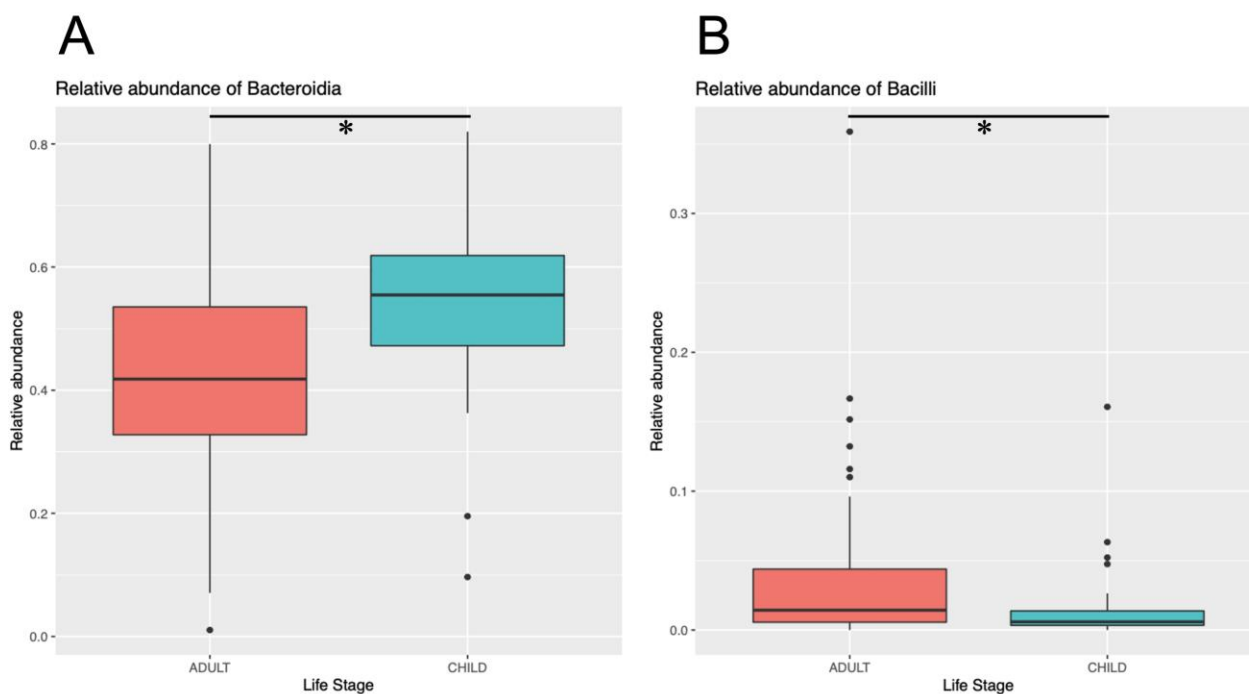 A
Relative abundance of Bacteroidia
*
0.8
0.6
0.4
0.2
0.0
Relative abundance
ADULT
CHILD
Life Stage
B
Relative abundance of Bacilli
*
0.3
0.2
0.1
0.0
Relative abundance
ADULT
CHILD
Life Stage